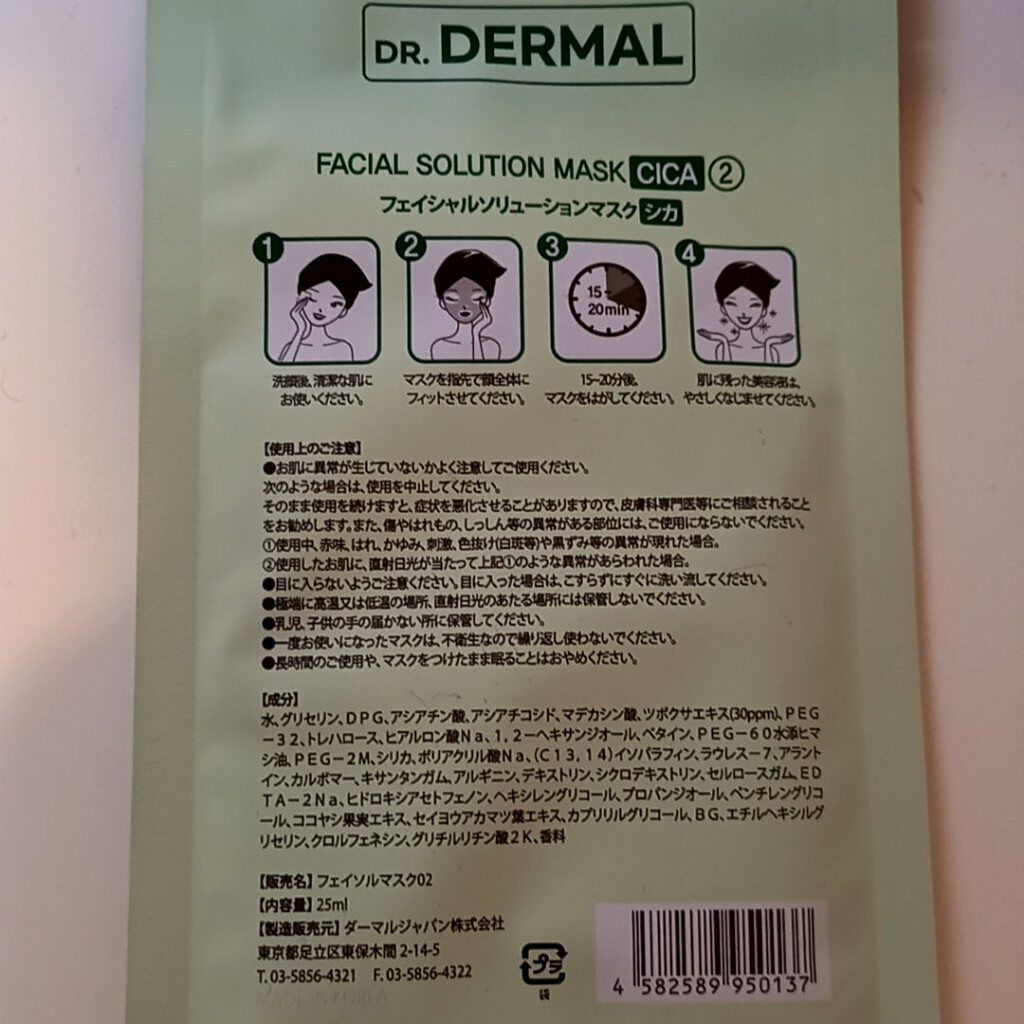 DR. DERMAL
FACIAL SOLUTION MASK CICA ②
フェイシャルソリューションマスク シカ
1
2
3
4
15~
20min
洗顔後、清潔な肌に
お使いください。
マスクを指先で顔全体に
フィットさせてください。
15~20分後、
マスクをはがしてください。
肌に残った美容液は、
やさしくなじませてください。
【使用上のご注意】
●お肌に異常が生じていないかよく注意してご使用ください。
次のような場合は、使用を中止してください。
そのまま使用を続けますと、症状を悪化させることがありますので、皮膚科専門医等にご相談されること
をお勧めします。また、傷やはれもの、しっしん等の異常がある部位には、ご使用にならないでください。
①使用中、赤味、はれ、かゆみ、刺激、色抜け(白斑等)や黒ずみ等の異常が現れた場合。
②使用したお肌に、直射日光が当たって上記①のような異常があらわれた場合。
●目に入らないようご注意ください。目に入った場合は、こすらずにすぐに洗い流してください。
●極端に高温又は低温の場所、直射日光のあたる場所には保管しないでください。
●乳児、子供の手の届かない所に保管してください。
●一度お使いになったマスクは、不衛生なので繰り返し使わないでください。
●長時間のご使用や、マスクをつけたまま眠ることはおやめください。
【成分】
水、グリセリン、DPG、アシアチン酸、アシアチコシド、マデカシン酸、ツボクサエキス(30ppm)、PEG
－32、トレハロース、ヒアルロン酸Na、1，2－ヘキサンジオール、ベタイン、PEG－60水添ヒマ
シ油、PEG－2M、シリカ、ポリアクリル酸Na、(C13，14)イソパラフィン、ラウレス－7、アラント
イン、カルボマー、キサンタンガム、アルギニン、デキストリン、シクロデキストリン、セルロースガム、ED
TA－2Na、ヒドロキシアセトフェノン、ヘキシレングリコール、プロパンジオール、ペンチレングリコ
ール、ココヤシ果実エキス、セイヨウアカマツ葉エキス、カプリリルグリコール、BG、エチルヘキシルグ
リセリン、クロルフェネシン、グリチルリチン酸2K、香料
【販売名】フェイソルマスク02
【内容量】25ml
【製造販売元】ダーマルジャパン株式会社
東京都足立区東保木間 2-14-5
T. 03-5856-4321 F. 03-5856-4322
MADE IN KOREA
プラ
袋
4 582589 950137